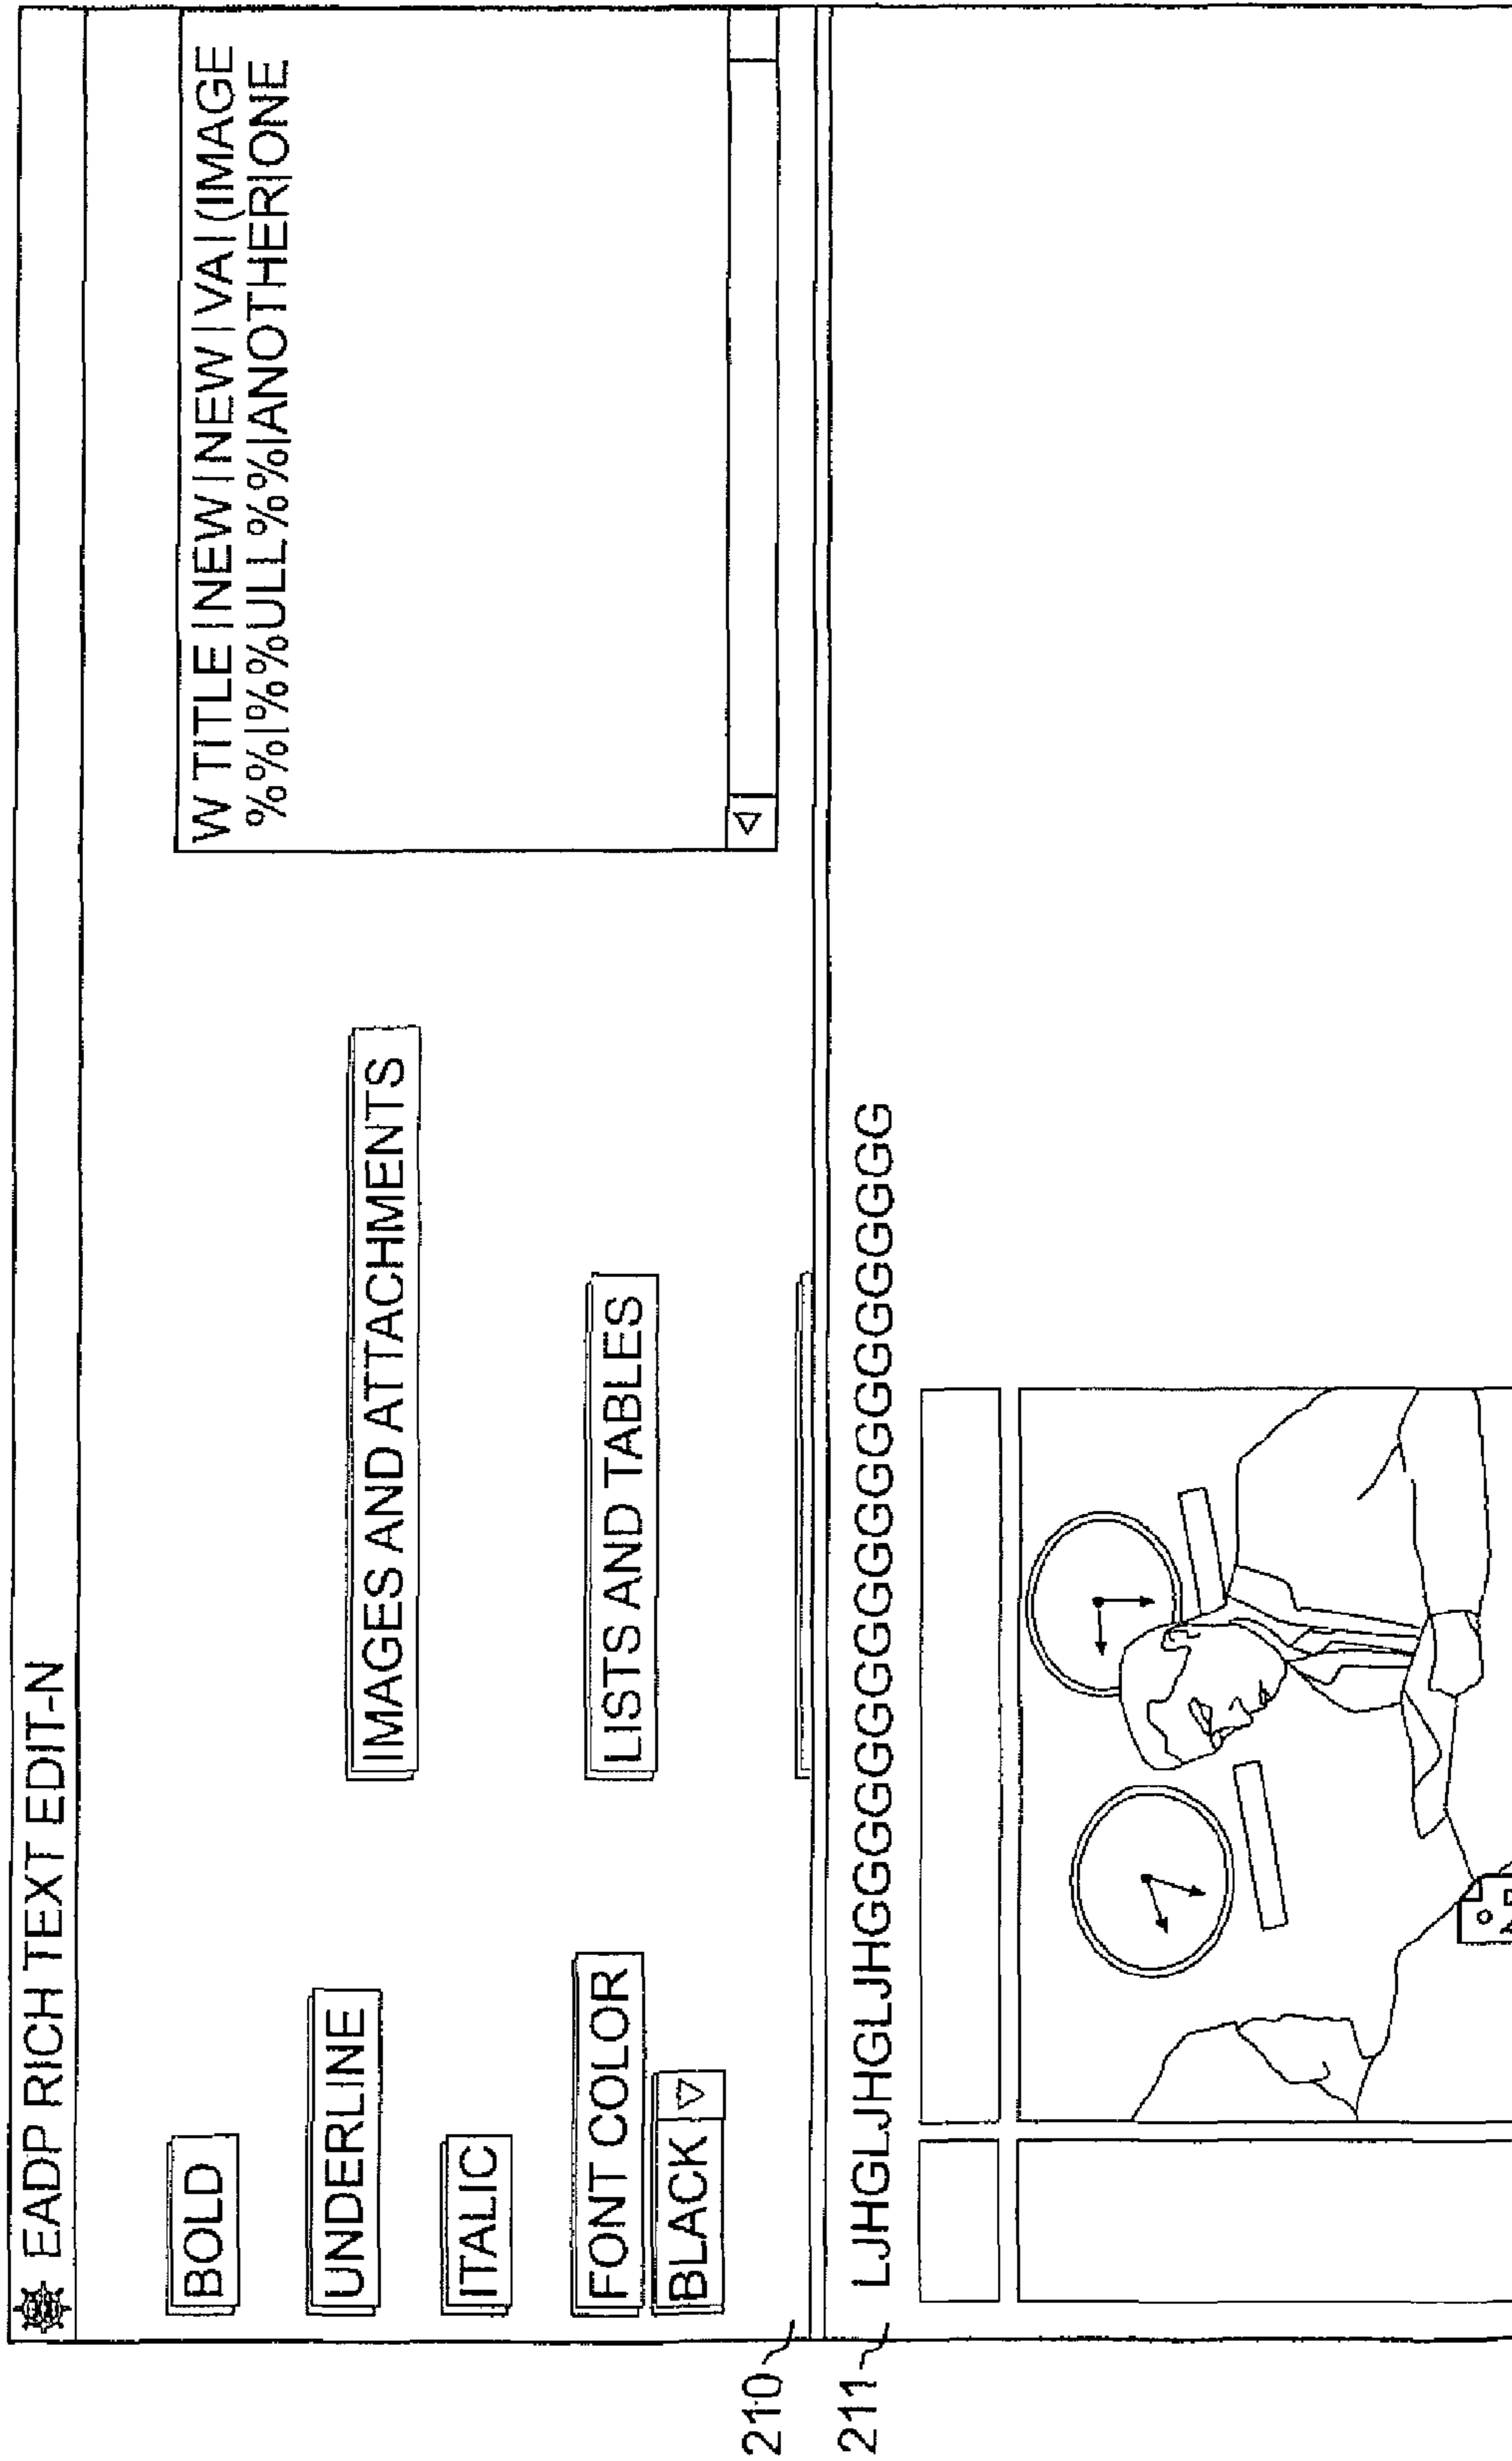 EADP RICH TEXT EDIT-N
BOLD
UNDERLINE
IMAGES AND ATTACHMENTS
ITALIC
FONT COLOR
LISTS AND TABLES
BLACK
W TITLE |NEW|NEW|VA|(IMAGE
%%|%%ULL%%|ANOTHER|ONE
210
211